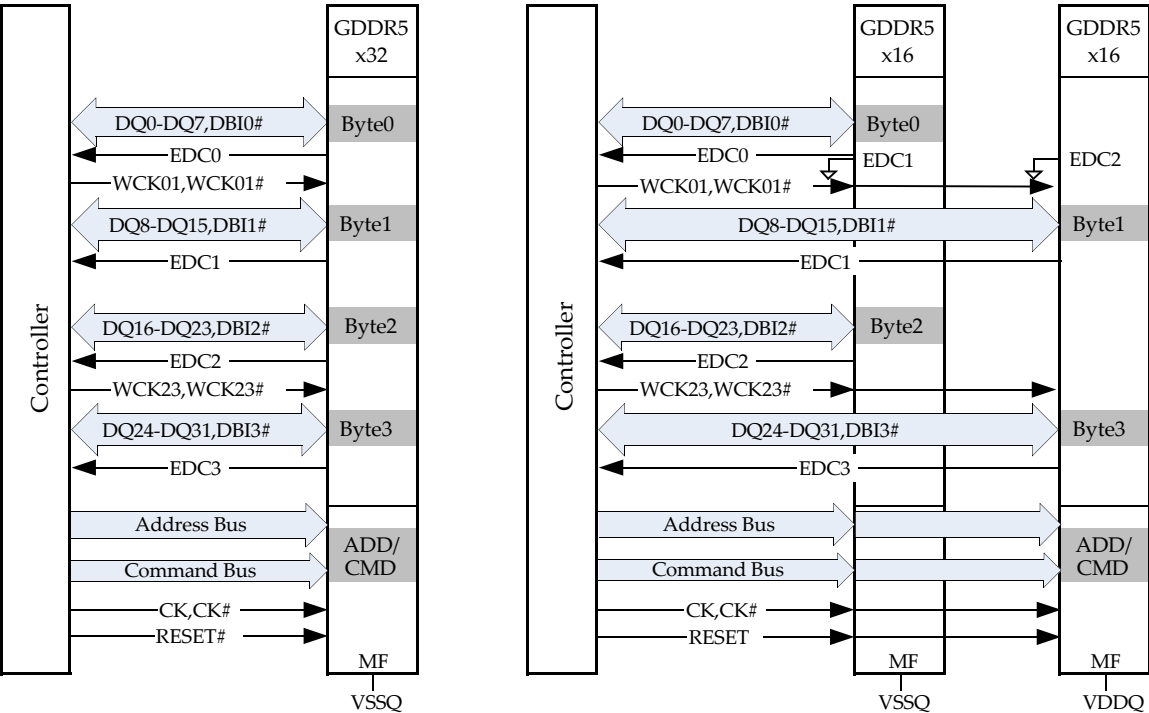 GDDR5
x32
Controller
DQ0-DQ7,DBI0#
Byte0
EDC0
WCK01,WCK01#
DQ8-DQ15,DBI1#
Byte1
EDC1
DQ16-DQ23,DBI2#
Byte2
EDC2
WCK23,WCK23#
DQ24-DQ31,DBI3#
Byte3
EDC3
Address Bus
ADD/
CMD
Command Bus
CK,CK#
RESET#
MF
VSSQ
GDDR5
x16
GDDR5
x16
Controller
DQ0-DQ7,DBI0#
Byte0
EDC0
EDC1
EDC2
WCK01,WCK01#
DQ8-DQ15,DBI1#
Byte1
EDC1
DQ16-DQ23,DBI2#
Byte2
EDC2
WCK23,WCK23#
DQ24-DQ31,DBI3#
Byte3
EDC3
Address Bus
ADD/
CMD
Command Bus
CK,CK#
RESET
MF
MF
VSSQ
VDDQ